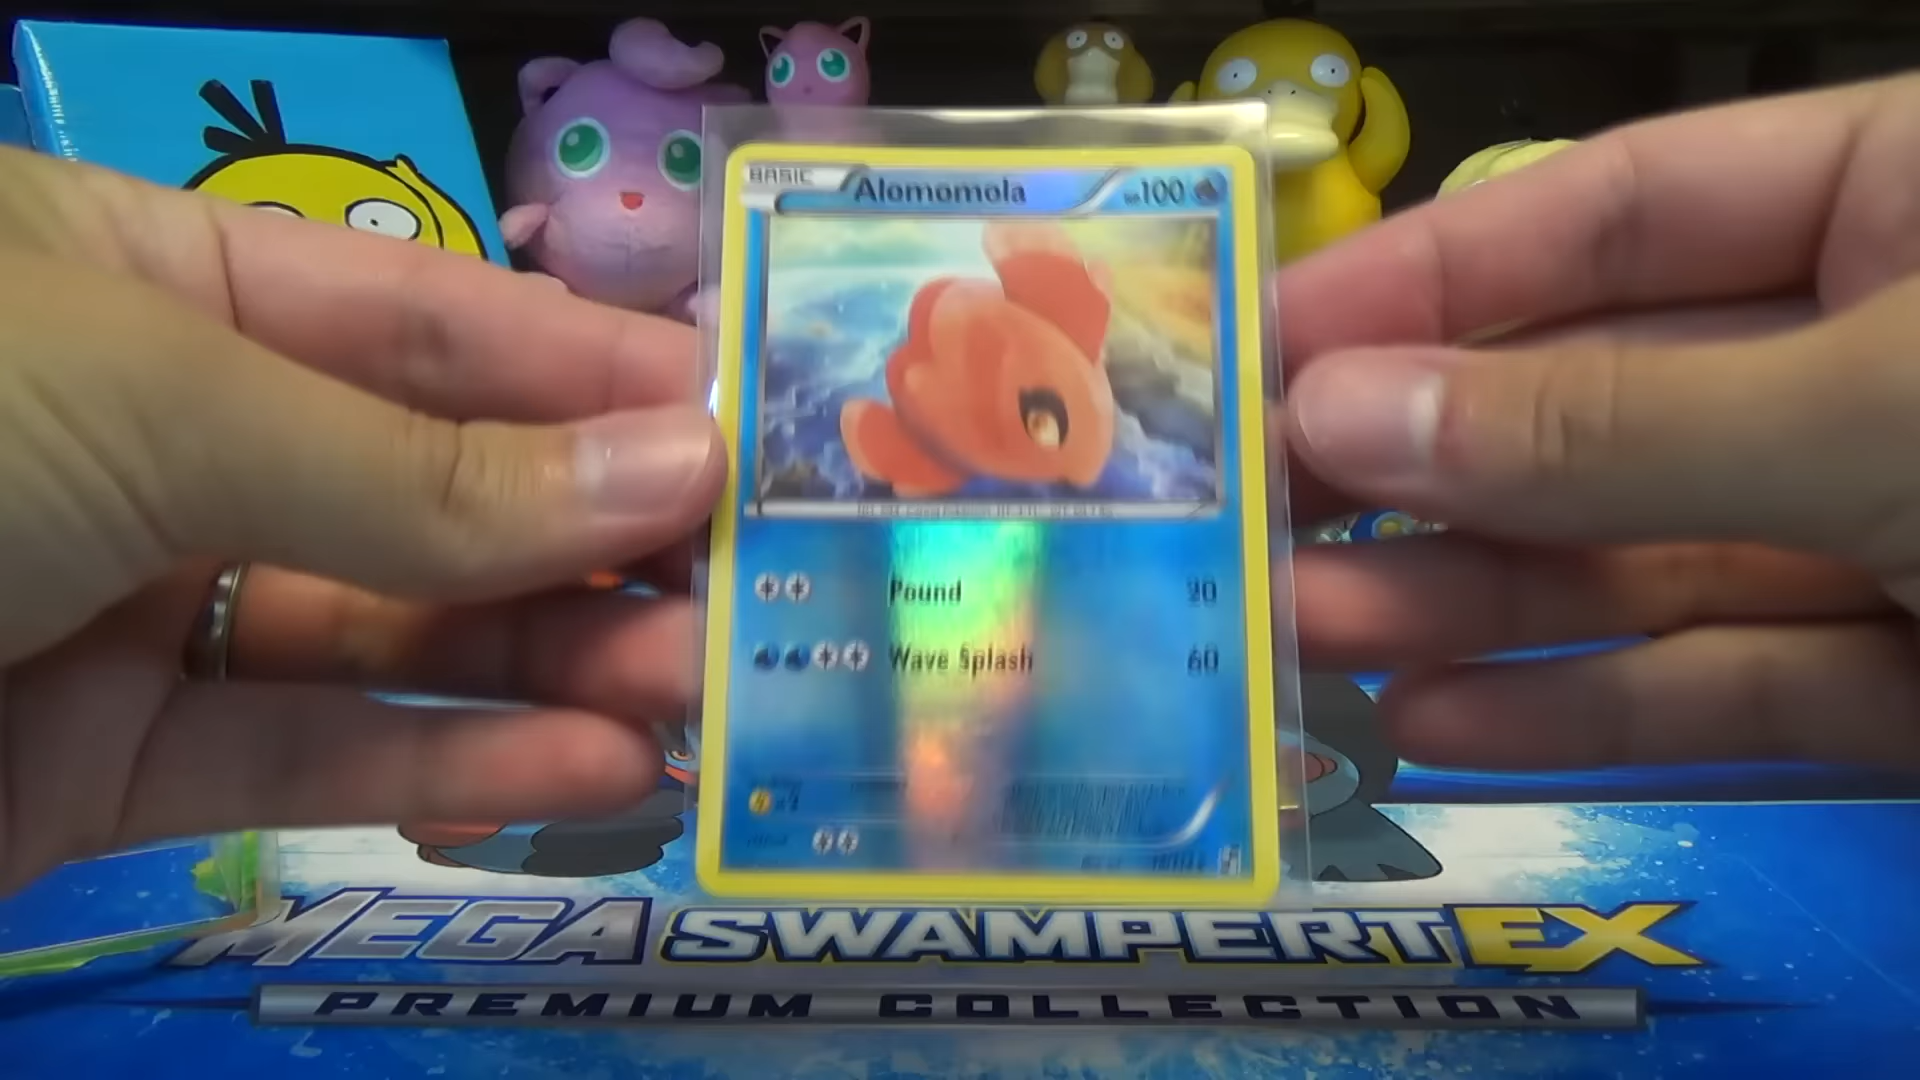 BASIC Alomomola HP100
Pound 20
Wave Splash 60
MEGA SWAMPERT EX
PREMIUM COLLECTION